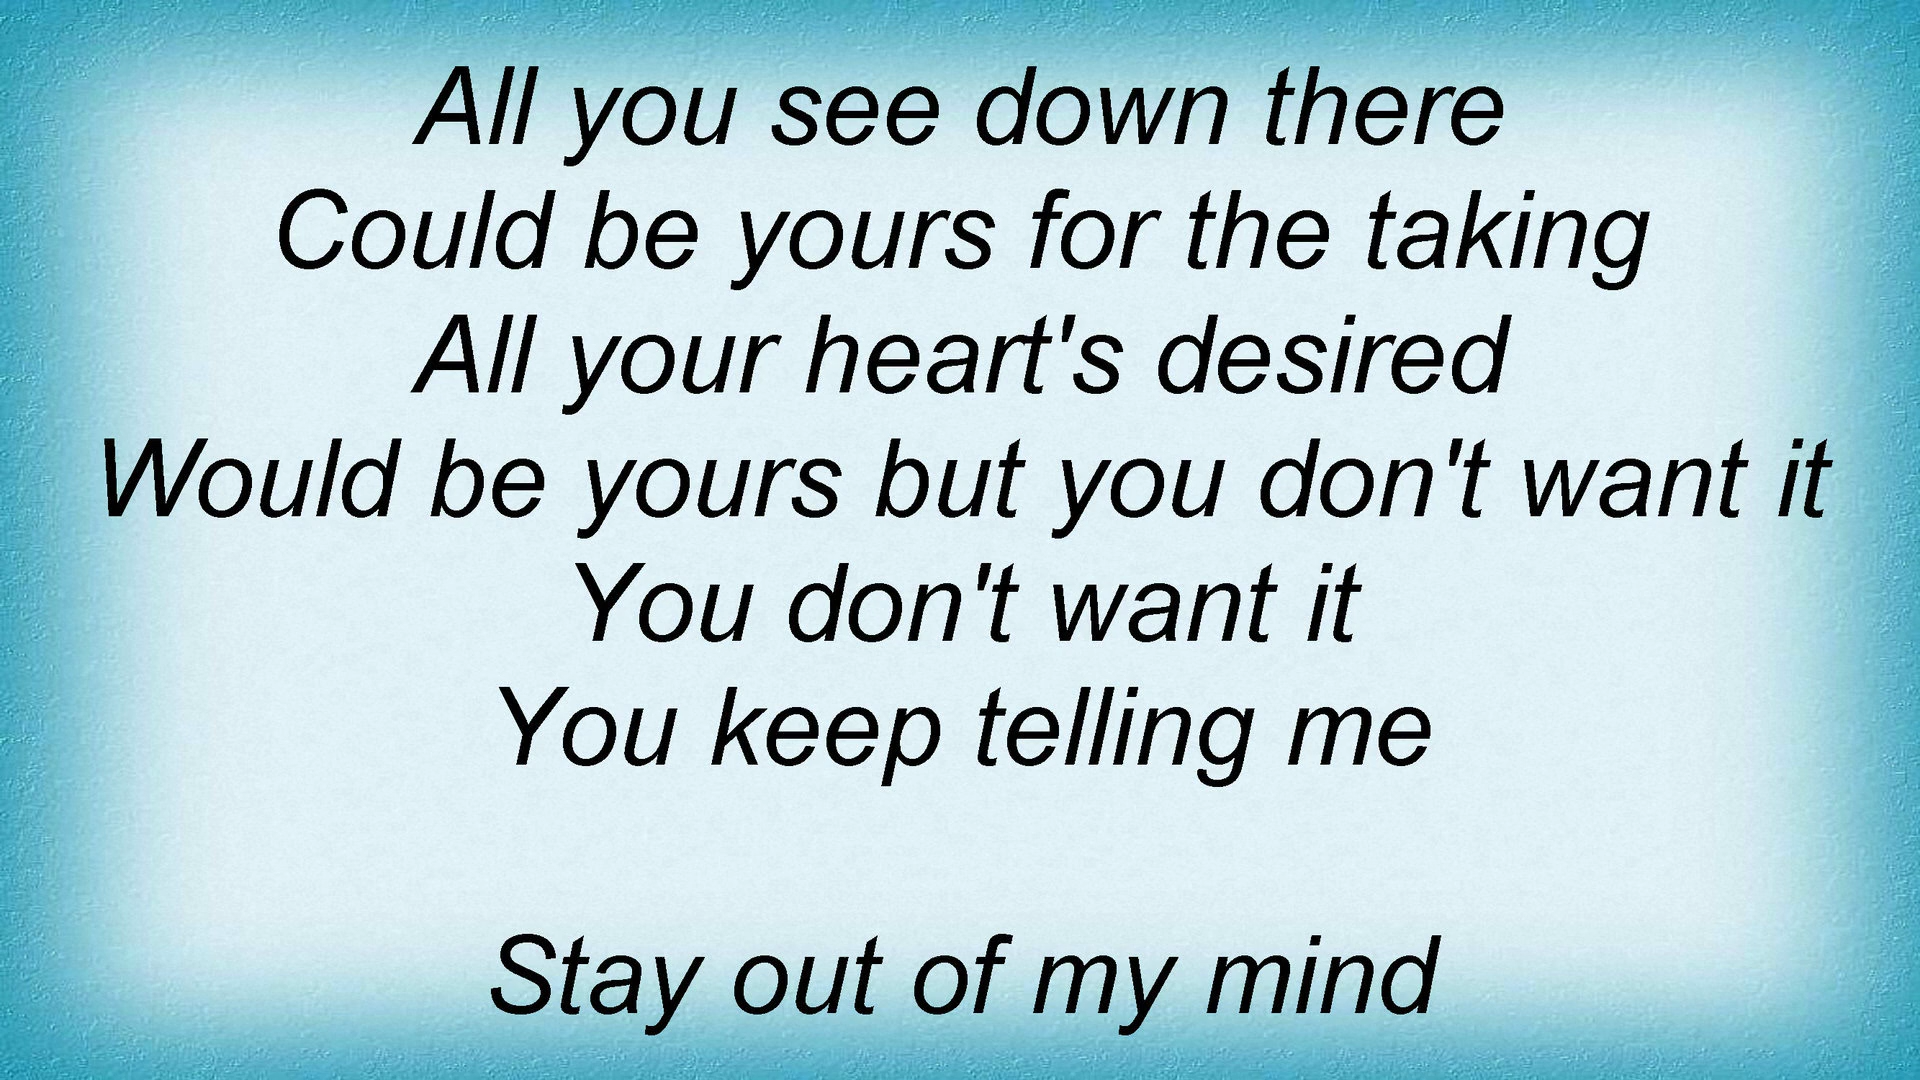 All you see down there
Could be yours for the taking
All your heart's desired
Would be yours but you don't want it
You don't want it
You keep telling me
Stay out of my mind